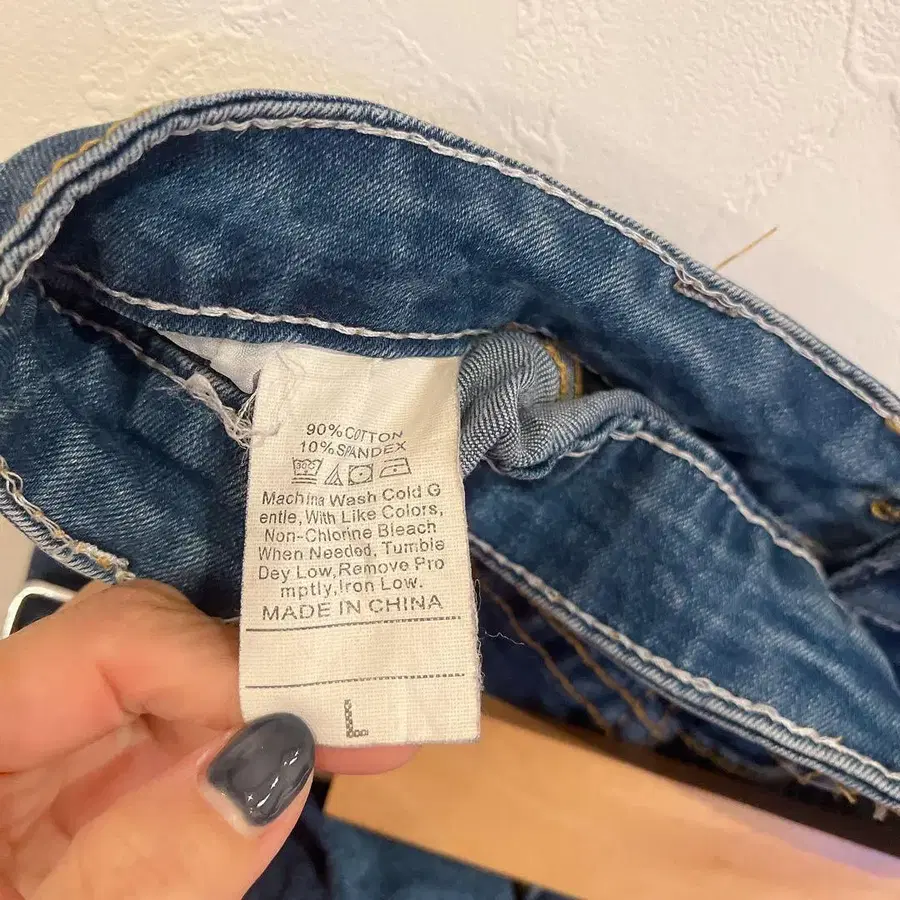 90%COTTON
10%SPANDEX
30C
Machina Wash Cold G
entle,With Like Colors,
Non-Chlorine Bleach
When Needed, Tumble
Dey Low,Remove Pro
mptly,Iron Low.
MADE IN CHINA
L